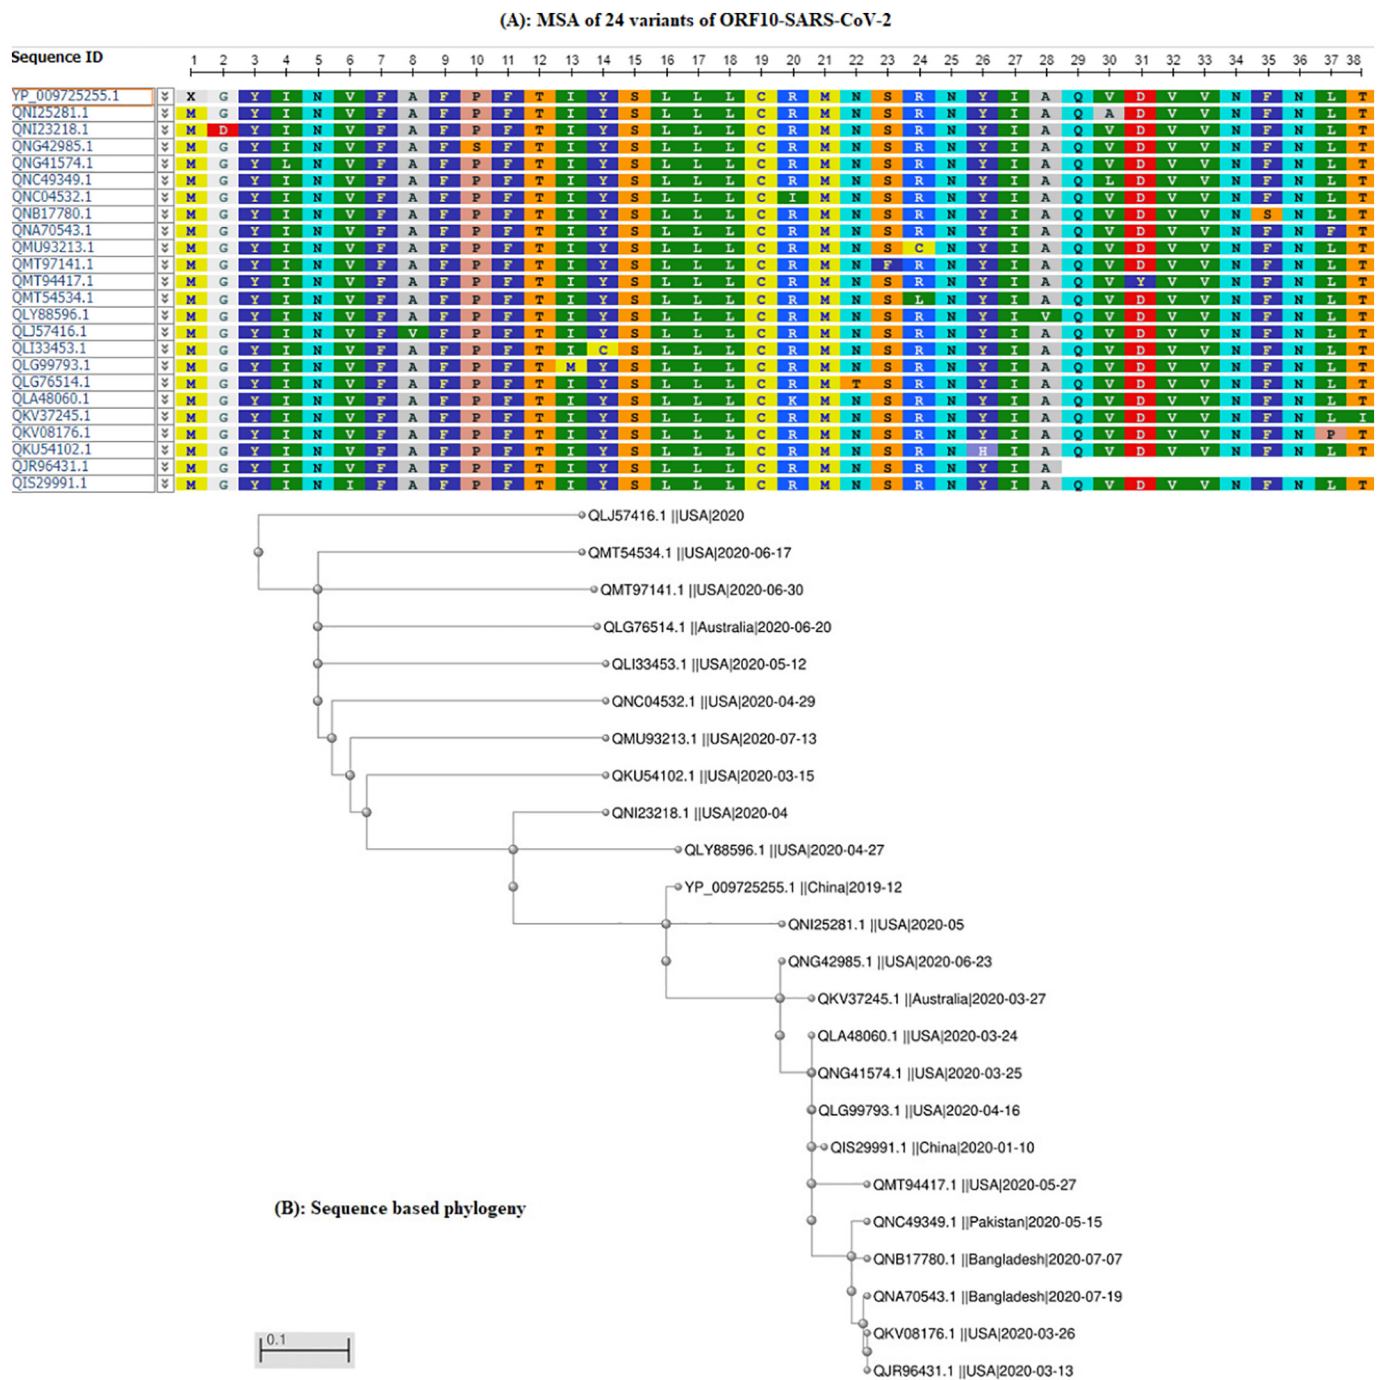 (A): MSA of 24 variants of ORF10-SARS-CoV-2
Sequence ID 1 2 3 4 5 6 7 8 9 10 11 12 13 14 15 16 17 18 19 20 21 22 23 24 25 26 27 28 29 30 31 32 33 34 35 36 37 38
YP_009725255.1 X G Y I N V F A F P F T I Y S L L L C R M N S R N Y I A Q V D V V N F N L T
QNI25281.1 M G Y I N V F A F P F T I Y S L L L C R M N S R N Y I A Q A D V V N F N L T
QNI23218.1 M D Y I N V F A F P F T I Y S L L L C R M N S R N Y I A Q V D V V N F N L T
QNG42985.1 M G Y I N V F A F S F T I Y S L L L C R M N S R N Y I A Q V D V V N F N L T
QNG41574.1 M G Y L N V F A F P F T I Y S L L L C R M N S R N Y I A Q V D V V N F N L T
QNC49349.1 M G Y I N V F A F P F T I Y S L L L C R M N S R N Y I A Q L D V V N F N L T
QNC04532.1 M G Y I N V F A F P F T I Y S L L L C I M N S R N Y I A Q V D V V N F N L T
QNB17780.1 M G Y I N V F A F P F T I Y S L L L C R M N S R N Y I A Q V D V V N S N L T
QNA70543.1 M G Y I N V F A F P F T I Y S L L L C R M N S R N Y I A Q V D V V N F N F T
QMU93213.1 M G Y I N V F A F P F T I Y S L L L C R M N S C N Y I A Q V D V V N F N L T
QMT97141.1 M G Y I N V F A F P F T I Y S L L L C R M N F R N Y I A Q V D V V N F N L T
QMT94417.1 M G Y I N V F A F P F T I Y S L L L C R M N S R N Y I A Q V Y V V N F N L T
QMT54534.1 M G Y I N V F A F P F T I Y S L L L C R M N S L N Y I A Q V D V V N F N L T
QLY88596.1 M G Y I N V F A F P F T I Y S L L L C R M N S R N Y I V Q V D V V N F N L T
QLJ57416.1 M G Y I N V F V F P F T I Y S L L L C R M N S R N Y I A Q V D V V N F N L T
QLI33453.1 M G Y I N V F A F P F T I C S L L L C R M N S R N Y I A Q V D V V N F N L T
QLG99793.1 M G Y I N V F A F P F T M Y S L L L C R M N S R N Y I A Q V D V V N F N L T
QLG76514.1 M G Y I N V F A F P F T I Y S L L L C R M T S R N Y I A Q V D V V N F N L T
QLA48060.1 M G Y I N V F A F P F T I Y S L L L C K M N S R N Y I A Q V D V V N F N L T
QKV37245.1 M G Y I N V F A F P F T I Y S L L L C R M N S R N Y I A Q V D V V N F N L I
QKV08176.1 M G Y I N V F A F P F T I Y S L L L C R M N S R N Y I A Q V D V V N F N P T
QKU54102.1 M G Y I N V F A F P F T I Y S L L L C R M N S R N H I A Q V D V V N F N L T
QJR96431.1 M G Y I N V F A F P F T I Y S L L L C R M N S R N Y I A
QIS29991.1 M G Y I N I F A F P F T I Y S L L L C R M N S R N Y I A Q V D V V N F N L T
QLJ57416.1 ||USA|2020
QMT54534.1 ||USA|2020-06-17
QMT97141.1 ||USA|2020-06-30
QLG76514.1 ||Australia|2020-06-20
QLI33453.1 ||USA|2020-05-12
QNC04532.1 ||USA|2020-04-29
QMU93213.1 ||USA|2020-07-13
QKU54102.1 ||USA|2020-03-15
QNI23218.1 ||USA|2020-04
QLY88596.1 ||USA|2020-04-27
YP_009725255.1 ||China|2019-12
QNI25281.1 ||USA|2020-05
QNG42985.1 ||USA|2020-06-23
QKV37245.1 ||Australia|2020-03-27
QLA48060.1 ||USA|2020-03-24
QNG41574.1 ||USA|2020-03-25
QLG99793.1 ||USA|2020-04-16
QIS29991.1 ||China|2020-01-10
QMT94417.1 ||USA|2020-05-27
(B): Sequence based phylogeny
QNC49349.1 ||Pakistan|2020-05-15
QNB17780.1 ||Bangladesh|2020-07-07
QNA70543.1 ||Bangladesh|2020-07-19
QKV08176.1 ||USA|2020-03-26
0.1
QJR96431.1 ||USA|2020-03-13